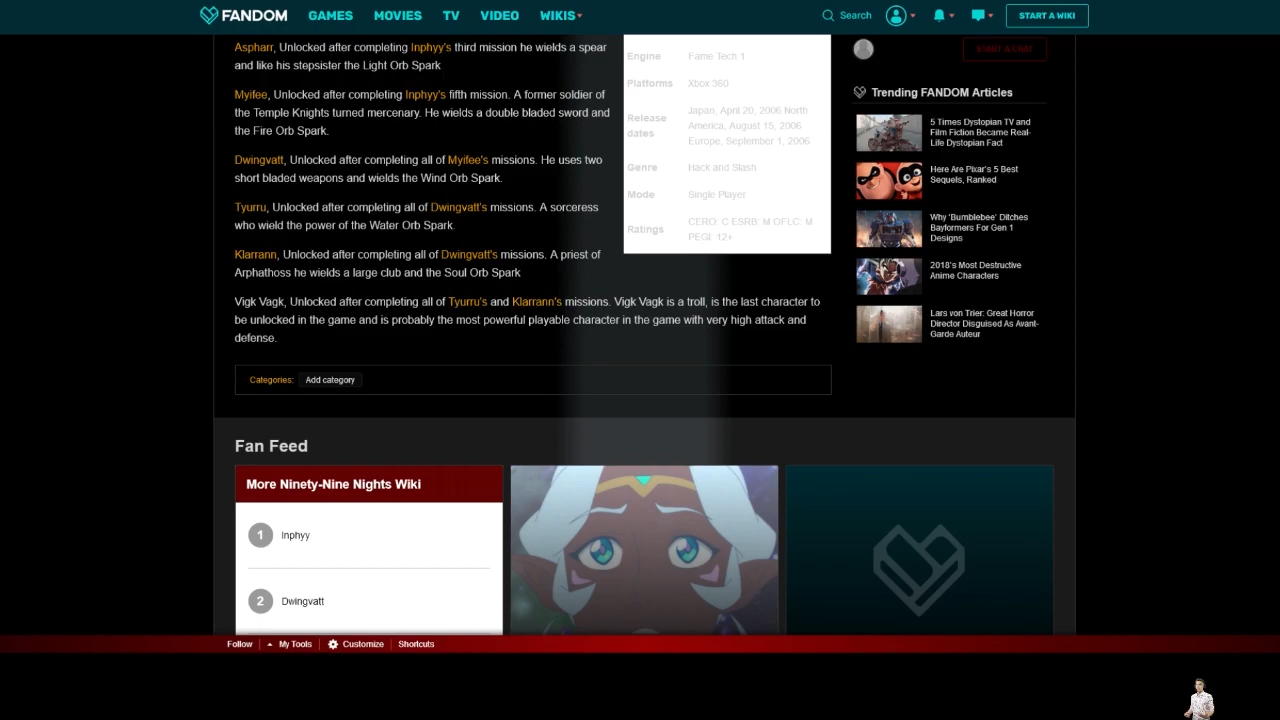 FANDOM GAMES MOVIES TV VIDEO WIKIS Search START A WIKI
Aspharr, Unlocked after completing Inphyy's third mission he wields a spear
and like his stepsister the Light Orb Spark
Myifee, Unlocked after completing Inphyy's fifth mission. A former soldier of
the Temple Knights turned mercenary. He wields a double bladed sword and
the Fire Orb Spark.
Dwingvatt, Unlocked after completing all of Myifee's missions. He uses two
short bladed weapons and wields the Wind Orb Spark.
Tyurru, Unlocked after completing all of Dwingvatt's missions. A sorceress
who wield the power of the Water Orb Spark.
Klarrann, Unlocked after completing all of Dwingvatt's missions. A priest of
Arphathoss he wields a large club and the Soul Orb Spark
Vigk Vagk, Unlocked after completing all of Tyurru's and Klarrann's missions. Vigk Vagk is a troll, is the last character to
be unlocked in the game and is probably the most powerful playable character in the game with very high attack and
defense.
Engine Fame Tech 1
Platforms Xbox 360
Release dates Japan, April 20, 2006 North
America, August 15, 2006
Europe, September 1, 2006
Genre Hack and Slash
Mode Single Player
Ratings CERO: C ESRB: M OFLC: M
PEGI: 12+
Categories: Add category
START A CHAT
Trending FANDOM Articles
5 Times Dystopian TV and
Film Fiction Became Real-
Life Dystopian Fact
Here Are Pixar's 5 Best
Sequels, Ranked
Why 'Bumblebee' Ditches
Bayformers For Gen 1
Designs
2018's Most Destructive
Anime Characters
Lars von Trier: Great Horror
Director Disguised As Avant-
Garde Auteur
Fan Feed
More Ninety-Nine Nights Wiki
1 Inphyy
2 Dwingvatt
Follow My Tools Customize Shortcuts